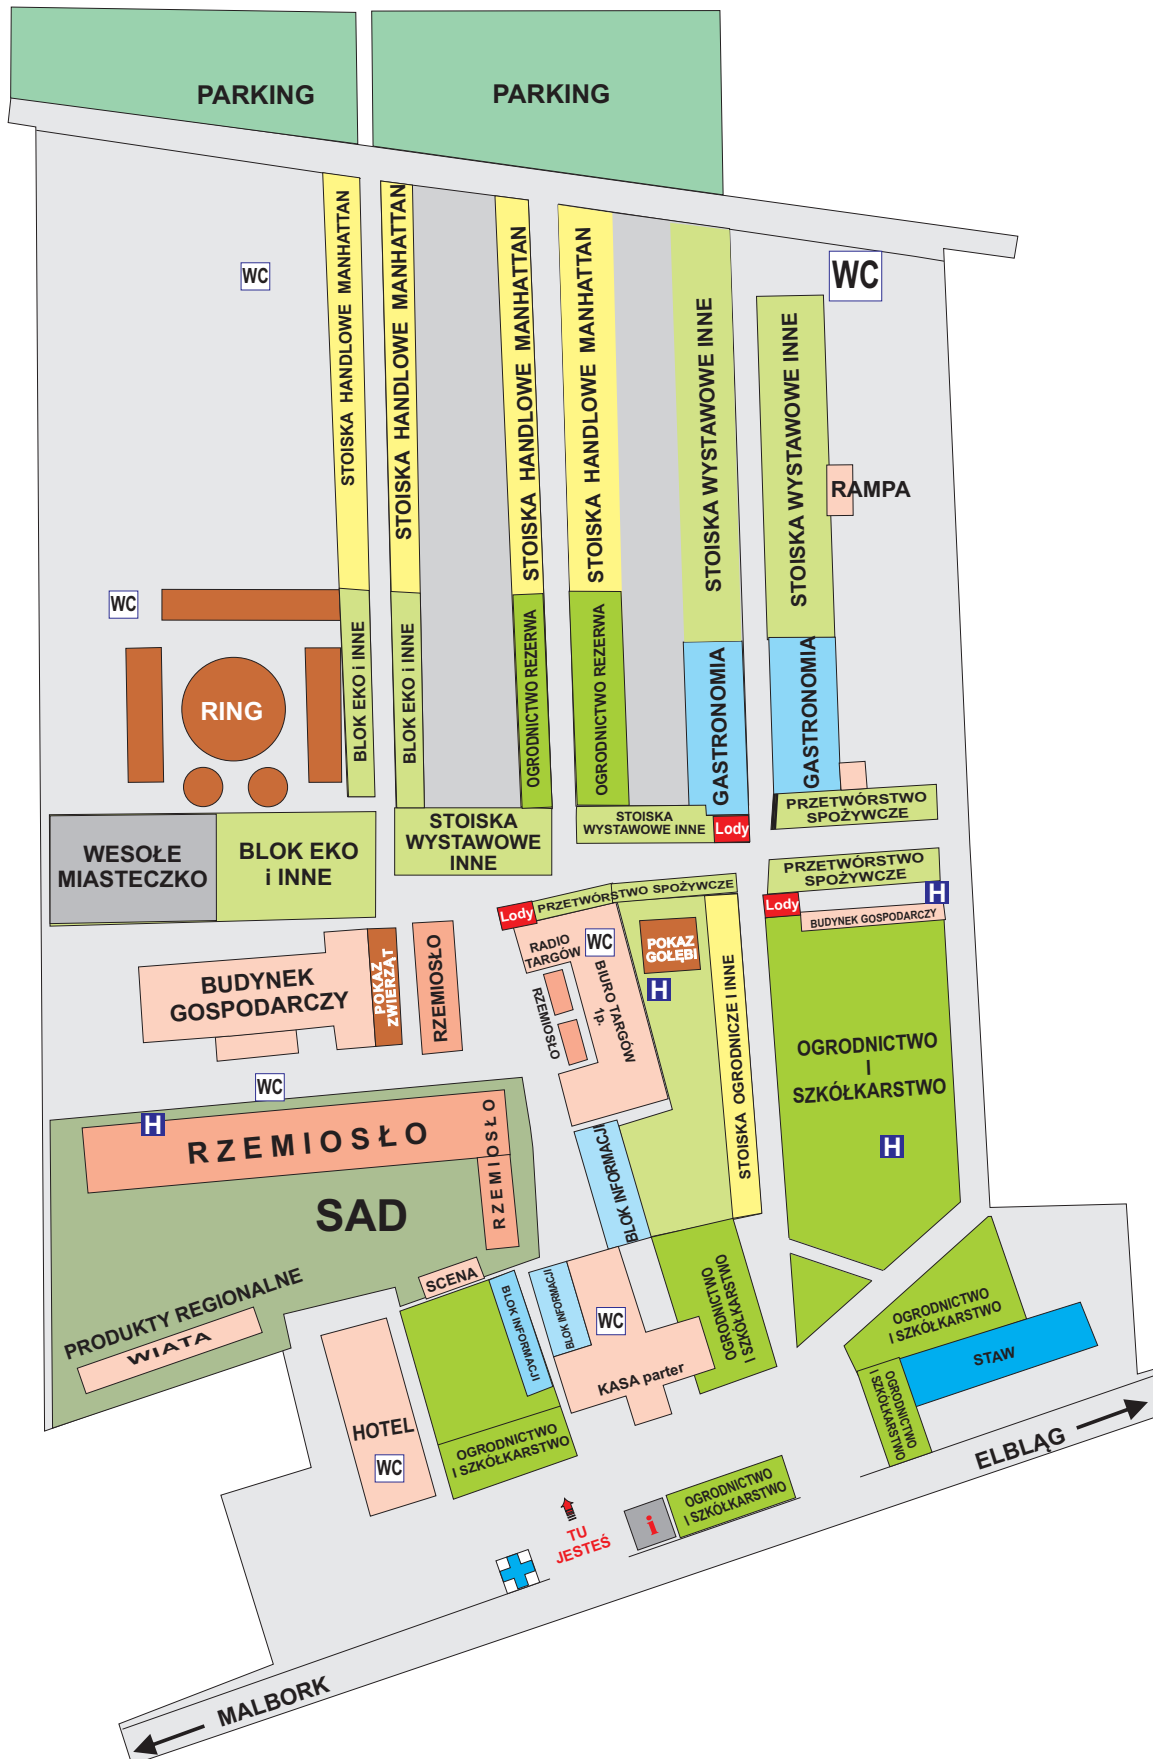 PARKING
PARKING
STOISKA HANDLOWE MANHATTAN
STOISKA HANDLOWE MANHATTAN
STOISKA HANDLOWE MANHATTAN
STOISKA HANDLOWE MANHATTAN
STOISKA WYSTAWOWE INNE
STOISKA WYSTAWOWE INNE
WC
WC
RAMPA
WC
BLOK EKO i INNE
BLOK EKO i INNE
OGRODNICTWO REZERWA
OGRODNICTWO REZERWA
GASTRONOMIA
GASTRONOMIA
RING
PRZETWÓRSTWO
SPOŻYWCZE
WESOŁE
MIASTECZKO
BLOK EKO
i INNE
STOISKA
WYSTAWOWE
INNE
STOISKA
WYSTAWOWE INNE
Lody
PRZETWÓRSTWO
SPOŻYWCZE
H
Lody
BUDYNEK GOSPODARCZY
Lody
PRZETWÓRSTWO SPOŻYWCZE
RADIO
TARGÓW
WC
POKAZ
GOŁĘBI
H
BUDYNEK
GOSPODARCZY
POKAZ
ZWIERZĄT
RZEMIOSŁO
RZEMIOSŁO
BIURO TARGÓW
1p.
STOISKA OGRODNICZE I INNE
OGRODNICTWO
I
SZKÓŁKARSTWO
H
WC
H
RZEMIOSŁO
RZEMIOSŁO
SAD
BLOK INFORMACJI
PRODUKTY REGIONALNE
WIATA
SCENA
BLOK INFORMACJI
BLOK INFORMACJI
WC
OGRODNICTWO
I SZKÓŁKARSTWO
KASA parter
OGRODNICTWO
I SZKÓŁKARSTWO
STAW
OGRODNICTWO
I SZKÓŁKARSTWO
HOTEL
WC
OGRODNICTWO
I SZKÓŁKARSTWO
ELBLĄG
OGRODNICTWO
I SZKÓŁKARSTWO
i
TU
JESTEŚ
MALBORK